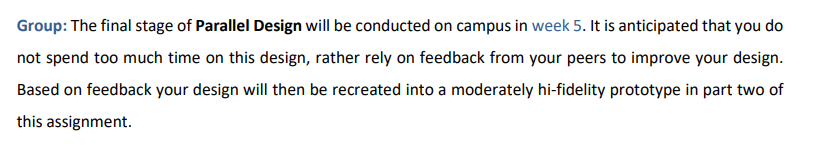 Group: The final stage of Parallel Design will be conducted on campus in week 5. It is anticipated that you do
not spend too much time on this design, rather rely on feedback from your peers to improve your design.
Based on feedback your design will then be recreated into a moderately hi-fidelity prototype in part two of
this assignment.